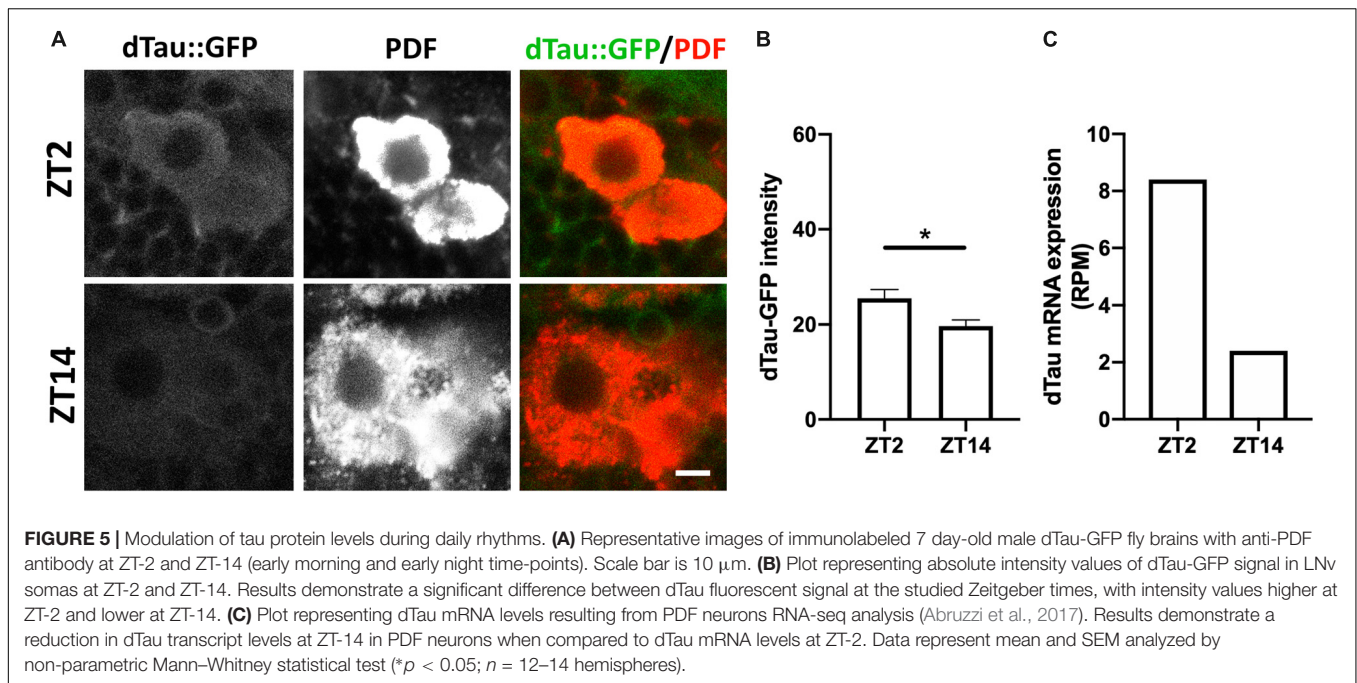 A
dTau::GFP
PDF
dTau::GFP/PDF
ZT2
ZT14
B
dTau-GFP intensity
60
40
20
0
*
ZT2
ZT14
C
dTau mRNA expression
(RPM)
10
8
6
4
2
0
ZT2
ZT14
FIGURE 5 | Modulation of tau protein levels during daily rhythms. (A) Representative images of immunolabeled 7 day-old male dTau-GFP fly brains with anti-PDF
antibody at ZT-2 and ZT-14 (early morning and early night time-points). Scale bar is 10 μm. (B) Plot representing absolute intensity values of dTau-GFP signal in LNv
somas at ZT-2 and ZT-14. Results demonstrate a significant difference between dTau fluorescent signal at the studied Zeitgeber times, with intensity values higher at
ZT-2 and lower at ZT-14. (C) Plot representing dTau mRNA levels resulting from PDF neurons RNA-seq analysis (Abruzzi et al., 2017). Results demonstrate a
reduction in dTau transcript levels at ZT-14 in PDF neurons when compared to dTau mRNA levels at ZT-2. Data represent mean and SEM analyzed by
non-parametric Mann–Whitney statistical test (*p < 0.05; n = 12–14 hemispheres).